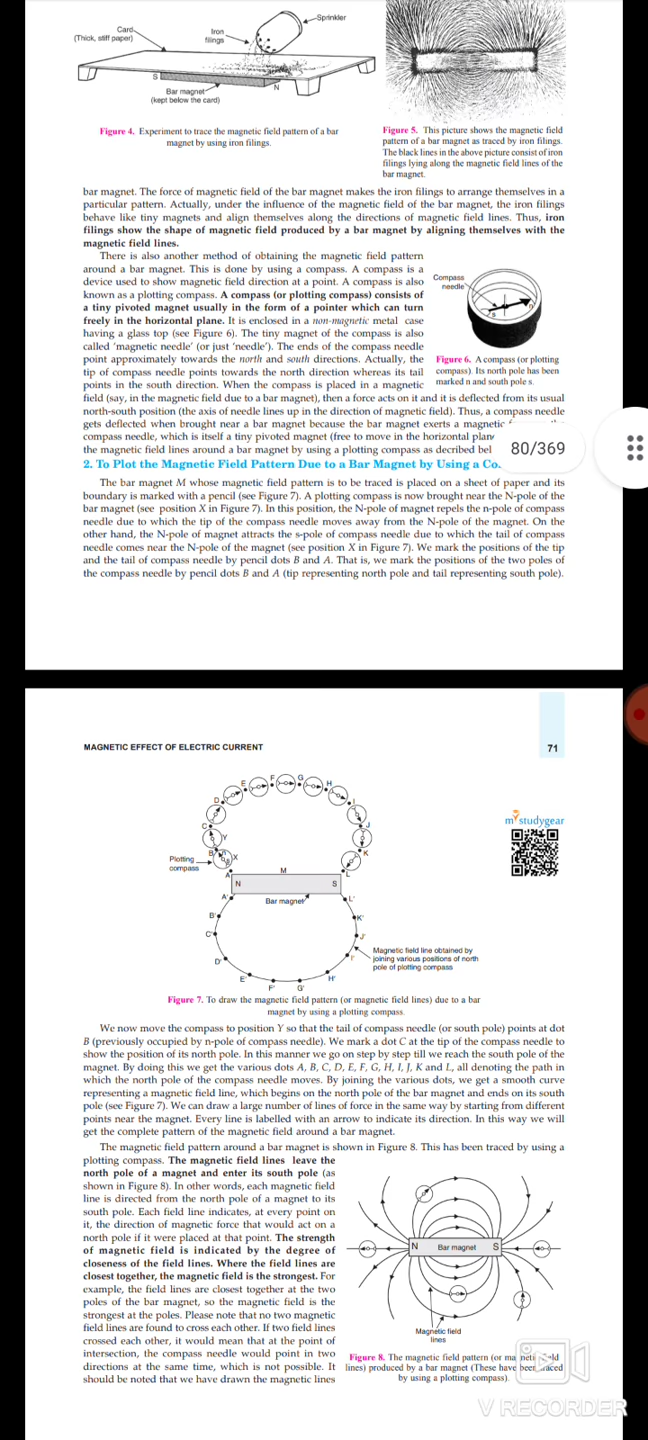 Sprinkler
Card
(Thick, stiff paper)
Iron
filings
S
N
Bar magnet
(kept below the card)
Figure 4. Experiment to trace the magnetic field pattern of a bar
magnet by using iron filings.
Figure 5. This picture shows the magnetic field
pattern of a bar magnet as traced by iron filings.
The black lines in the above picture consist of iron
filings lying along the magnetic field lines of the
bar magnet.
bar magnet. The force of magnetic field of the bar magnet makes the iron filings to arrange themselves in a
particular pattern. Actually, under the influence of the magnetic field of the bar magnet, the iron filings
behave like tiny magnets and align themselves along the directions of magnetic field lines. Thus, iron
filings show the shape of magnetic field produced by a bar magnet by aligning themselves with the
magnetic field lines.
There is also another method of obtaining the magnetic field pattern
around a bar magnet. This is done by using a compass. A compass is a
device used to show magnetic field direction at a point. A compass is also
known as a plotting compass. A compass (or plotting compass) consists of
a tiny pivoted magnet usually in the form of a pointer which can turn
freely in the horizontal plane. It is enclosed in a non-magnetic metal case
having a glass top (see Figure 6). The tiny magnet of the compass is also
called 'magnetic needle' (or just 'needle'). The ends of the compass needle
point approximately towards the north and south directions. Actually, the
tip of compass needle points towards the north direction whereas its tail
points in the south direction. When the compass is placed in a magnetic
Compass
needle
s
n
Figure 6. A compass (or plotting
compass). Its north pole has been
marked n and south pole s.
field (say, in the magnetic field due to a bar magnet), then a force acts on it and it is deflected from its usual
north-south position (the axis of needle lines up in the direction of magnetic field). Thus, a compass needle
gets deflected when brought near a bar magnet because the bar magnet exerts a magnetic
compass needle, which is itself a tiny pivoted magnet (free to move in the horizontal plan
the magnetic field lines around a bar magnet by using a plotting compass as decribed bel
80/369
2. To Plot the Magnetic Field Pattern Due to a Bar Magnet by Using a Co
The bar magnet M whose magnetic field pattern is to be traced is placed on a sheet of paper and its
boundary is marked with a pencil (see Figure 7). A plotting compass is now brought near the N-pole of the
bar magnet (see position X in Figure 7). In this position, the N-pole of magnet repels the n-pole of compass
needle due to which the tip of the compass needle moves away from the N-pole of the magnet. On the
other hand, the N-pole of magnet attracts the s-pole of compass needle due to which the tail of compass
needle comes near the N-pole of the magnet (see position X in Figure 7). We mark the positions of the tip
and the tail of compass needle by pencil dots B and A. That is, we mark the positions of the two poles of
the compass needle by pencil dots B and A (tip representing north pole and tail representing south pole).
MAGNETIC EFFECT OF ELECTRIC CURRENT
71
m studygear
E
F
G
H
D
I
C
J
Y
B
X
K
Plotting
compass
A
M
L
N
S
Bar magnet
A'
L'
B'
K'
C'
J'
D'
I'
E'
H'
F'
G'
Magnetic field line obtained by
joining various positions of north
pole of plotting compass
Figure 7. To draw the magnetic field pattern (or magnetic field lines) due to a bar
magnet by using a plotting compass.
We now move the compass to position Y so that the tail of compass needle (or south pole) points at dot
B (previously occupied by n-pole of compass needle). We mark a dot C at the tip of the compass needle to
show the position of its north pole. In this manner we go on step by step till we reach the south pole of the
magnet. By doing this we get the various dots A, B, C, D, E, F, G, H, I, J, K and L, all denoting the path in
which the north pole of the compass needle moves. By joining the various dots, we get a smooth curve
representing a magnetic field line, which begins on the north pole of the bar magnet and ends on its south
pole (see Figure 7). We can draw a large number of lines of force in the same way by starting from different
points near the magnet. Every line is labelled with an arrow to indicate its direction. In this way we will
get the complete pattern of the magnetic field around a bar magnet.
The magnetic field pattern around a bar magnet is shown in Figure 8. This has been traced by using a
plotting compass. The magnetic field lines leave the
north pole of a magnet and enter its south pole (as
shown in Figure 8). In other words, each magnetic field
line is directed from the north pole of a magnet to its
south pole. Each field line indicates, at every point on
it, the direction of magnetic force that would act on a
north pole if it were placed at that point. The strength
of magnetic field is indicated by the degree of
closeness of the field lines. Where the field lines are
closest together, the magnetic field is the strongest. For
example, the field lines are closest together at the two
poles of the bar magnet, so the magnetic field is the
strongest at the poles. Please note that no two magnetic
field lines are found to cross each other. If two field lines
crossed each other, it would mean that at the point of
intersection, the compass needle would point in two
directions at the same time, which is not possible. It
should be noted that we have drawn the magnetic lines
N
Bar magnet
S
Magnetic field
lines
Figure 8. The magnetic field pattern (or magnetic field
lines) produced by a bar magnet (These have been traced
by using a plotting compass).
V RECORDER